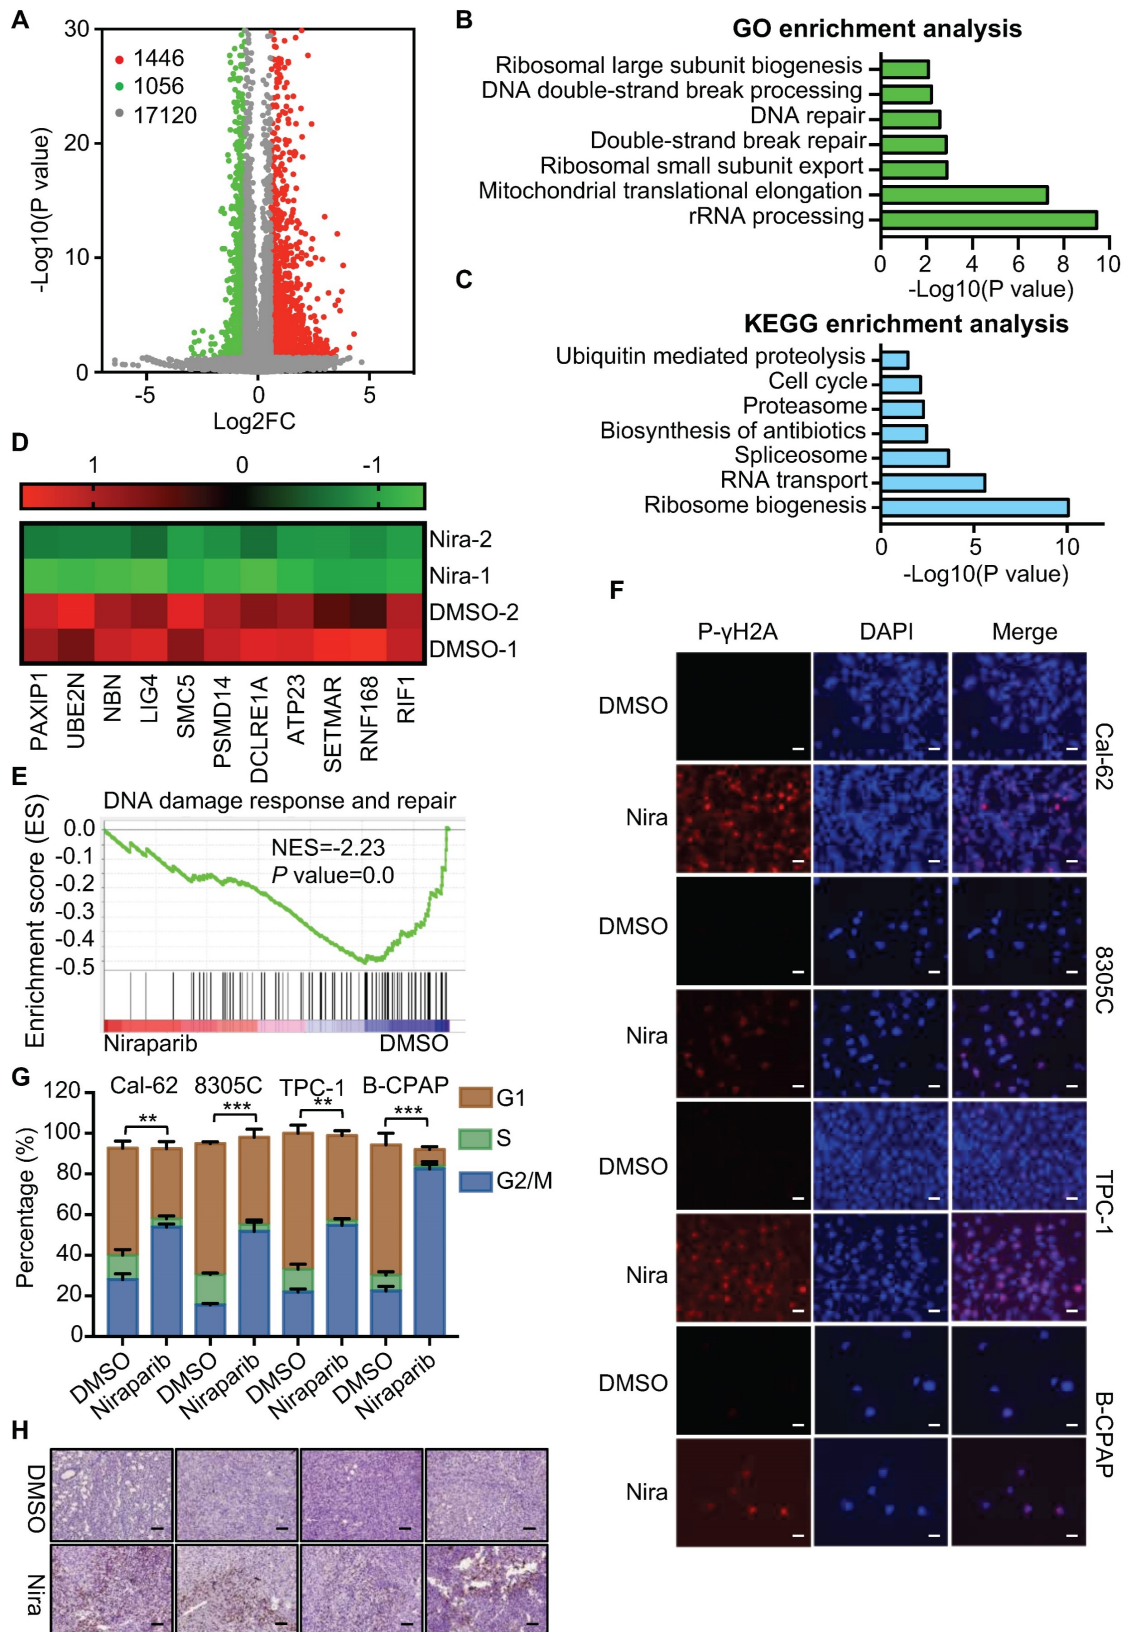 A
30
20
10
0
-Log10(P value)
1446
1056
17120
-5
0
5
Log2FC
B
GO enrichment analysis
Ribosomal large subunit biogenesis
DNA double-strand break processing
DNA repair
Double-strand break repair
Ribosomal small subunit export
Mitochondrial translational elongation
rRNA processing
0 2 4 6 8 10
-Log10(P value)
C
KEGG enrichment analysis
Ubiquitin mediated proteolysis
Cell cycle
Proteasome
Biosynthesis of antibiotics
Spliceosome
RNA transport
Ribosome biogenesis
0 5 10
-Log10(P value)
D
1 0 -1
Nira-2
Nira-1
DMSO-2
DMSO-1
PAXIP1
UBE2N
NBN
LIG4
SMC5
PSMD14
DCLRE1A
ATP23
SETMAR
RNF168
RIF1
E
DNA damage response and repair
Enrichment score (ES)
0.0
-0.1
-0.2
-0.3
-0.4
-0.5
NES=-2.23
P value=0.0
Niraparib DMSO
F
P-γH2A DAPI Merge
DMSO
Nira
Cal-62
DMSO
Nira
8305C
DMSO
Nira
TPC-1
DMSO
Nira
B-CPAP
G
Percentage (%)
120
100
80
60
40
20
0
Cal-62 8305C TPC-1 B-CPAP
** *** ** ***
G1
S
G2/M
DMSO
Niraparib
DMSO
Niraparib
DMSO
Niraparib
DMSO
Niraparib
H
DMSO
Nira